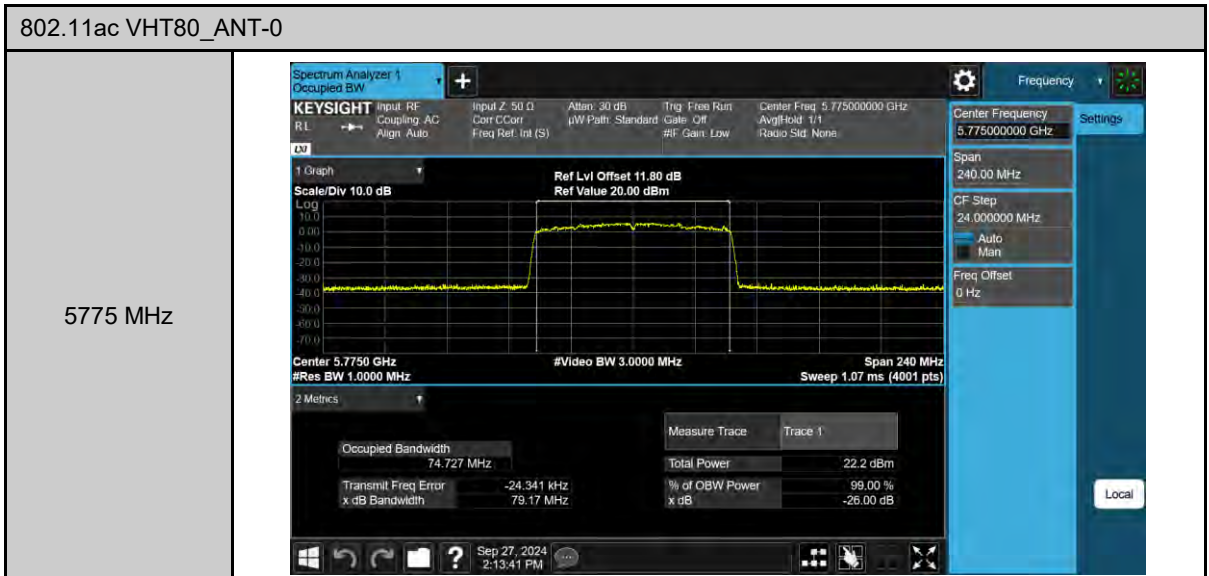 802.11ac VHT80_ANT-0
5775 MHz
Spectrum Analyzer 1
Occupied BW
+
Frequency
KEYSIGHT
RL
LXI
Input: RF
Coupling: AC
Align: Auto
Input Z: 50 Ω
Corr CCorr
Freq Ref: Int (S)
Atten: 30 dB
µW Path: Standard
Trig: Free Run
Gate: Off
#IF Gain: Low
Center Freq: 5.775000000 GHz
Avg|Hold: 1/1
Radio Std: None
1 Graph
Scale/Div 10.0 dB
Ref Lvl Offset 11.80 dB
Ref Value 20.00 dBm
Log
10.0
0.00
-10.0
-20.0
-30.0
-40.0
-50.0
-60.0
-70.0
Center 5.7750 GHz
#Res BW 1.0000 MHz
#Video BW 3.0000 MHz
Span 240 MHz
Sweep 1.07 ms (4001 pts)
2 Metrics
Measure Trace Trace 1
Occupied Bandwidth
74.727 MHz
Total Power 22.2 dBm
Transmit Freq Error -24.341 kHz
% of OBW Power 99.00 %
x dB Bandwidth 79.17 MHz
x dB -26.00 dB
Center Frequency
5.775000000 GHz
Settings
Span
240.00 MHz
CF Step
24.000000 MHz
Auto
Man
Freq Offset
0 Hz
Local
?
Sep 27, 2024
2:13:41 PM